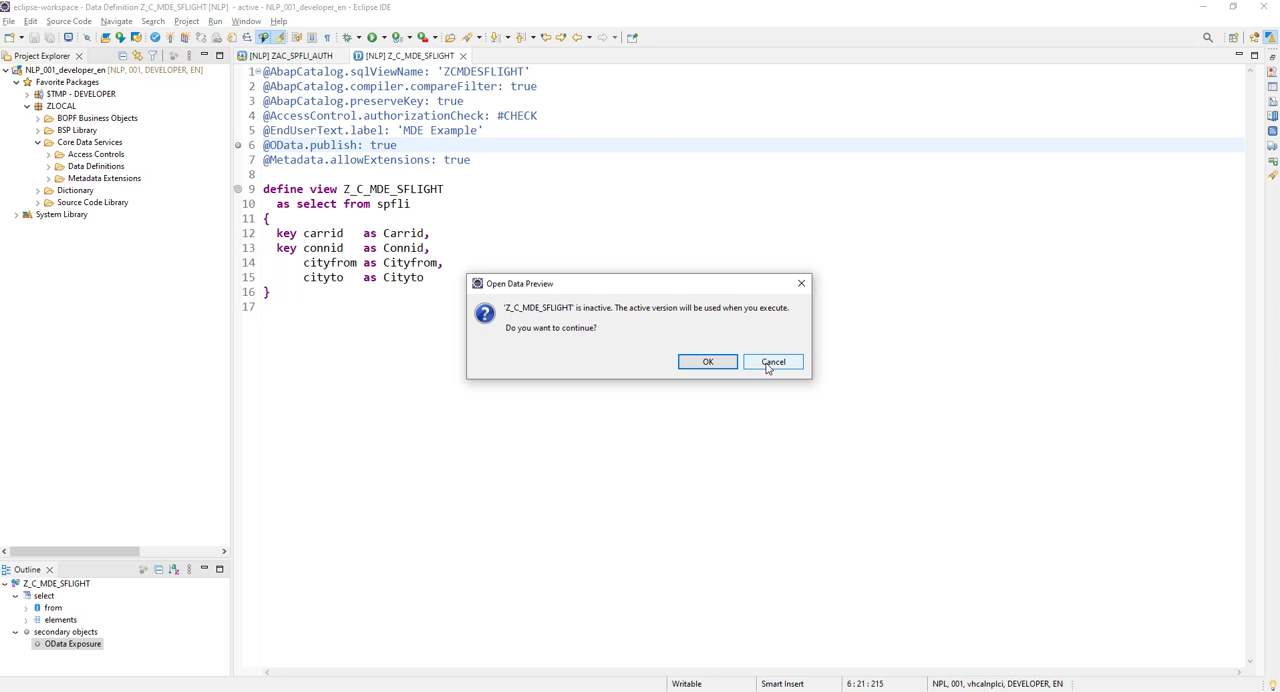 eclipse-workspace - Data Definition Z_C_MDE_SFLIGHT [NLP] - active - NLP_001_developer_en - Eclipse IDE
File Edit Source Code Navigate Search Project Run Window Help
Project Explorer
[NLP] ZAC_SPFLI_AUTH
[NLP] Z_C_MDE_SFLIGHT
NLP_001_developer_en [NLP, 001, DEVELOPER, EN]
Favorite Packages
$TMP - DEVELOPER
ZLOCAL
BOPF Business Objects
BSP Library
Core Data Services
Access Controls
Data Definitions
Metadata Extensions
Dictionary
Source Code Library
System Library
1 @AbapCatalog.sqlViewName: 'ZCMDESFLIGHT'
2 @AbapCatalog.compiler.compareFilter: true
3 @AbapCatalog.preserveKey: true
4 @AccessControl.authorizationCheck: #CHECK
5 @EndUserText.label: 'MDE Example'
6 @OData.publish: true
7 @Metadata.allowExtensions: true
8
9 define view Z_C_MDE_SFLIGHT
10 as select from spfli
11 {
12 key carrid as Carrid,
13 key connid as Connid,
14 cityfrom as Cityfrom,
15 cityto as Cityto
16 }
17
Open Data Preview
'Z_C_MDE_SFLIGHT' is inactive. The active version will be used when you execute.
Do you want to continue?
OK Cancel
Outline
Z_C_MDE_SFLIGHT
select
from
elements
secondary objects
OData Exposure
Writable Smart Insert 6 : 21 : 215 NPL, 001, vhcalnplci, DEVELOPER, EN